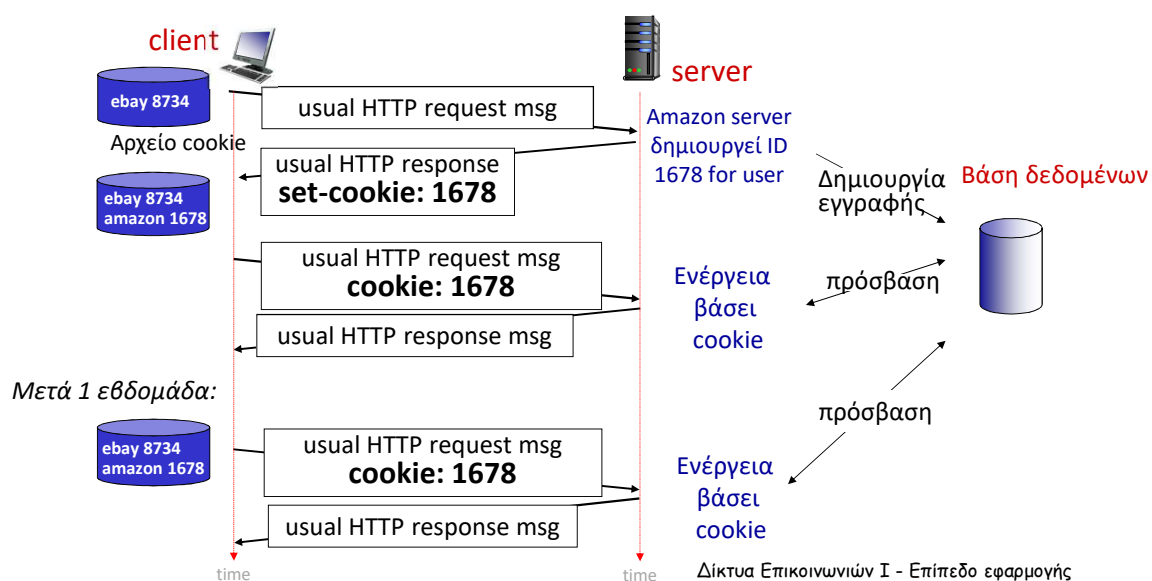 client
server
ebay 8734
usual HTTP request msg
Αρχείο cookie
Amazon server
δημιουργεί ID
1678 for user
usual HTTP response
set-cookie: 1678
ebay 8734
amazon 1678
Δημιουργία
εγγραφής
Βάση δεδομένων
usual HTTP request msg
cookie: 1678
Ενέργεια
βάσει
cookie
πρόσβαση
usual HTTP response msg
Μετά 1 εβδομάδα:
πρόσβαση
ebay 8734
amazon 1678
usual HTTP request msg
cookie: 1678
Ενέργεια
βάσει
cookie
usual HTTP response msg
time
time
Δίκτυα Επικοινωνιών Ι - Επίπεδο εφαρμογής